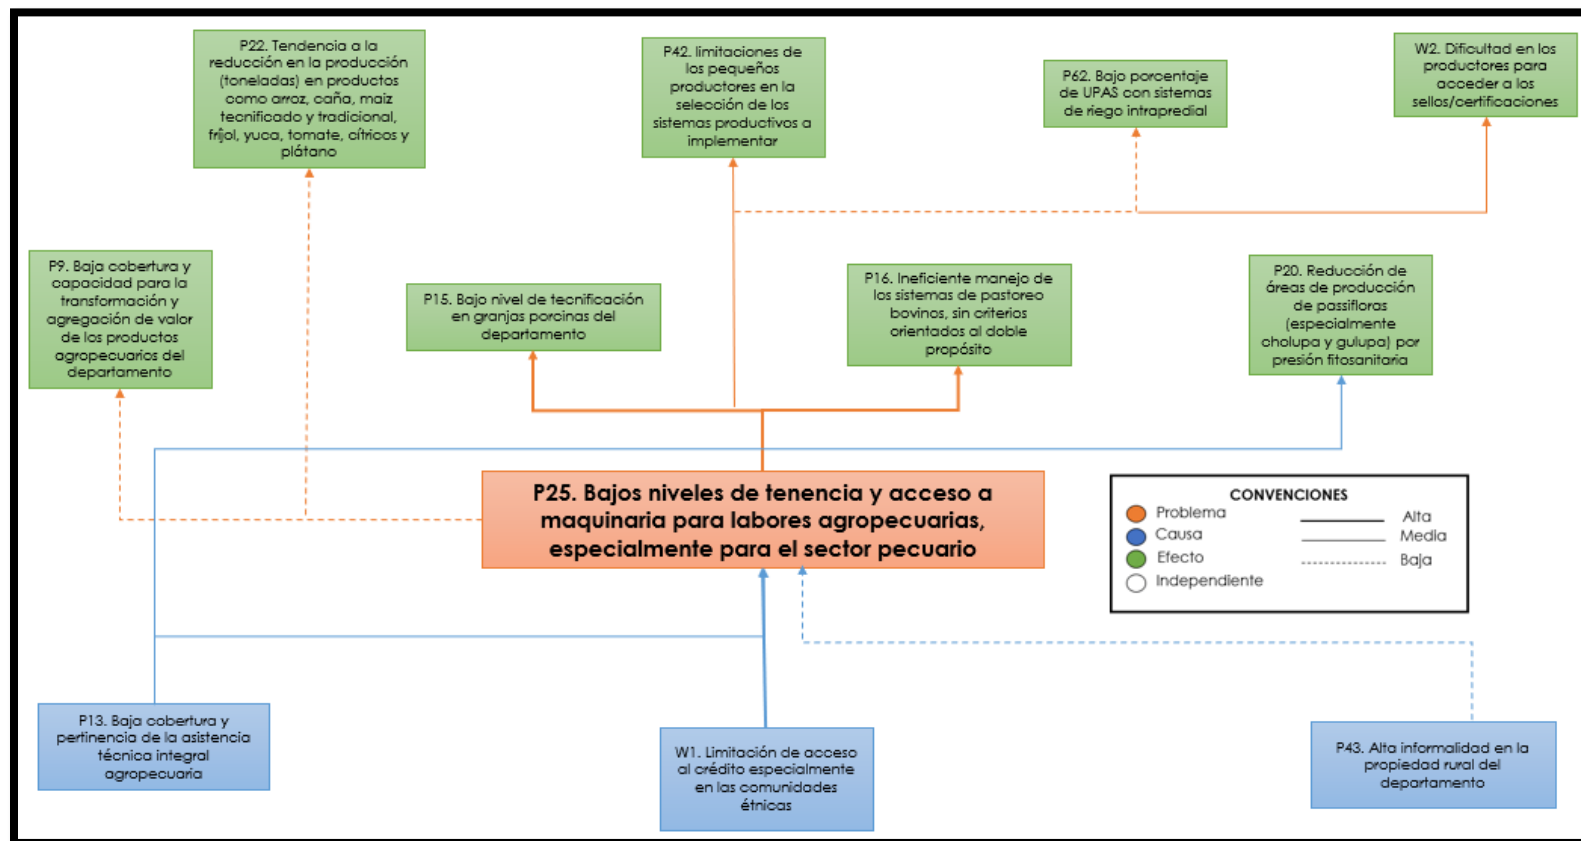 P22. Tendencia a la
reducción en la producción
(toneladas) en productos
como arroz, caña, maiz
tecnificado y tradicional,
frijol, yuca, tomate, cítricos y
plátano
P42. limitaciones de
los pequeños
productores en la
selección de los
sistemas productivos a
implementar
P62. Bajo porcentaje
de UPAS con sistemas
de riego intrapredial
W2. Dificultad en los
productores para
acceder a los
sellos/certificaciones
P9. Baja cobertura y
capacidad para la
transformación y
agregación de valor
de los productos
agropecuarios del
departamento
P15. Bajo nivel de tecnificación
en granjas porcinas del
departamento
P16. Ineficiente manejo de
los sistemas de pastoreo
bovinos, sin criterios
orientados al doble
propósito
P20. Reducción de
áreas de producción
de passifloras
(especialmente
cholupa y gulupa) por
presión fitosanitaria
P25. Bajos niveles de tenencia y acceso a
maquinaria para labores agropecuarias,
especialmente para el sector pecuario
CONVENCIONES
Problema
Causa
Efecto
Independiente
Alta
Media
Baja
P13. Baja cobertura y
pertinencia de la asistencia
técnica integral
agropecuaria
W1. Limitación de acceso
al crédito especialmente
en las comunidades
étnicas
P43. Alta informalidad en la
propiedad rural del
departamento